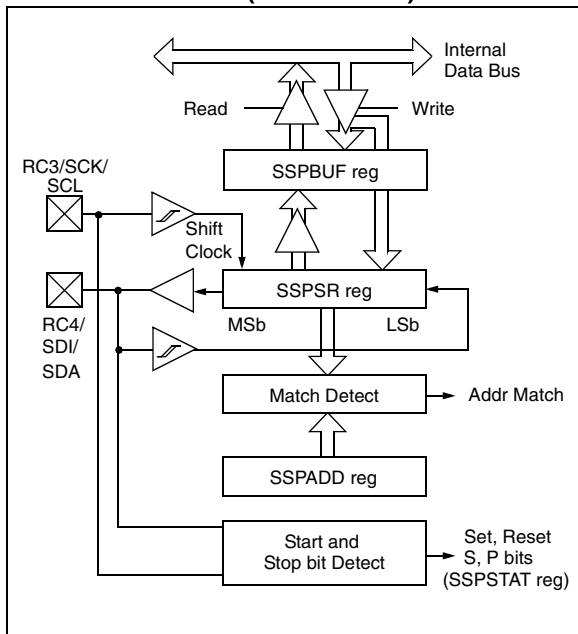 Internal
Data Bus
Read
Write
SSPBUF reg
RC3/SCK/
SCL
Shift
Clock
SSPSR reg
MSb
LSb
RC4/
SDI/
SDA
Match Detect
Addr Match
SSPADD reg
Start and
Stop bit Detect
Set, Reset
S, P bits
(SSPSTAT reg)